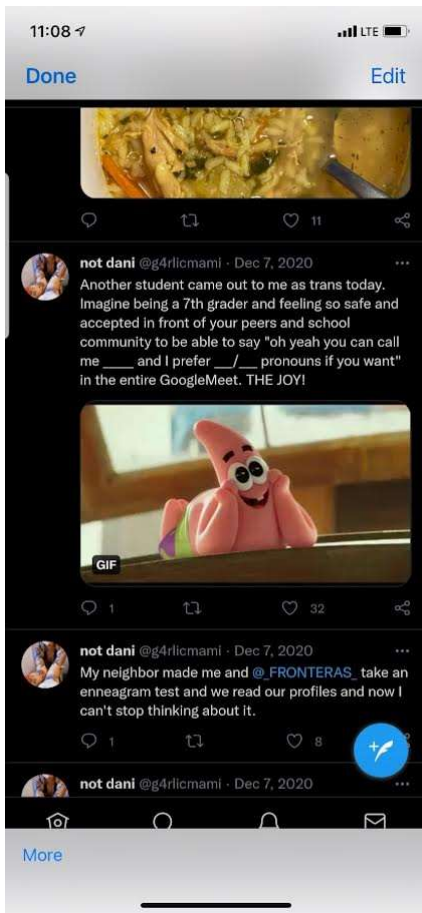 11:08 LTE
Done Edit
11
not dani @g4rlicmami · Dec 7, 2020
Another student came out to me as trans today.
Imagine being a 7th grader and feeling so safe and
accepted in front of your peers and school
community to be able to say "oh yeah you can call
me ____ and I prefer __/__ pronouns if you want"
in the entire GoogleMeet. THE JOY!
GIF
1 32
not dani @g4rlicmami · Dec 7, 2020
My neighbor made me and @_FRONTERAS_ take an
enneagram test and we read our profiles and now I
can't stop thinking about it.
1 8
not dani @g4rlicmami · Dec 7, 2020
More